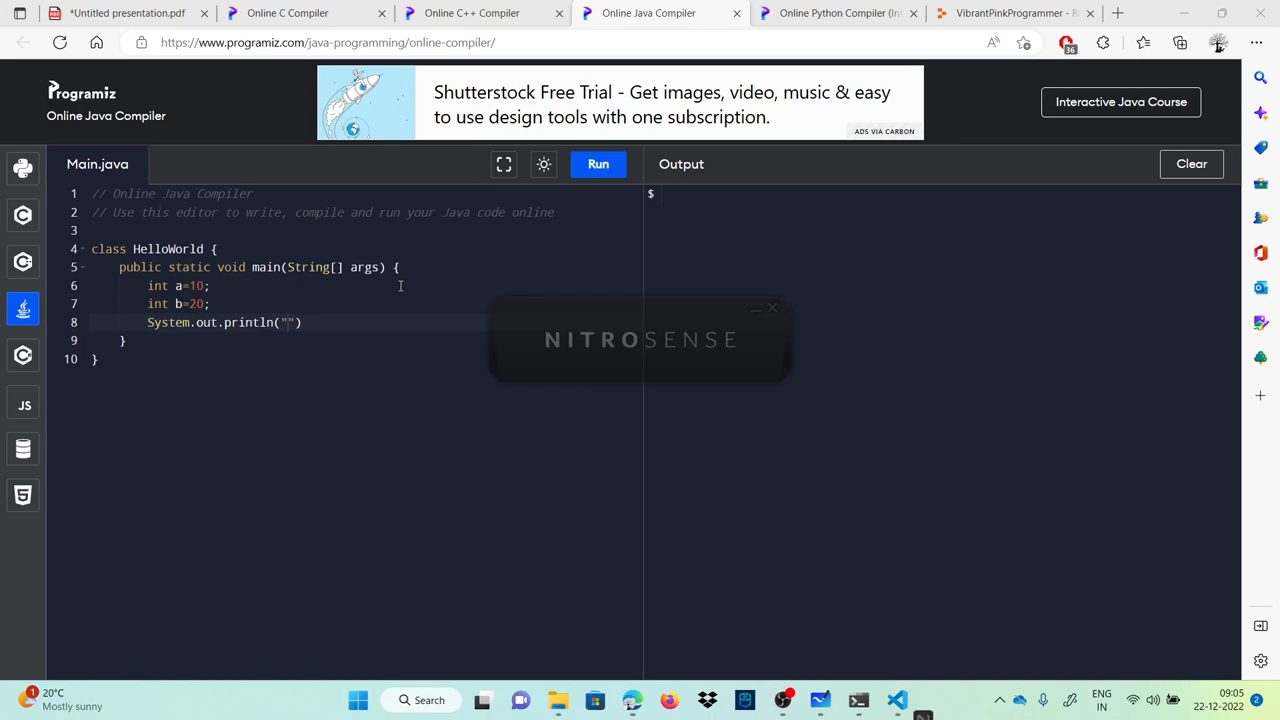 *Untitled presentation.pdf
Online C Compiler
Online C++ Compiler
Online Java Compiler
Online Python Compiler (Int
VibrantPinkProgrammer - R
https://www.programiz.com/java-programming/online-compiler/
36
Programiz
Online Java Compiler
Shutterstock Free Trial - Get images, video, music & easy
to use design tools with one subscription.
ADS VIA CARBON
Interactive Java Course
Main.java
Run
Output
Clear
1 // Online Java Compiler
2 // Use this editor to write, compile and run your Java code online
3
4 class HelloWorld {
5 public static void main(String[] args) {
6 int a=10;
7 int b=20;
8 System.out.println("")
9 }
10 }
$
NITROSENSE
JS
1
20°C
Mostly sunny
Search
ENG
IN
09:05
22-12-2022
2